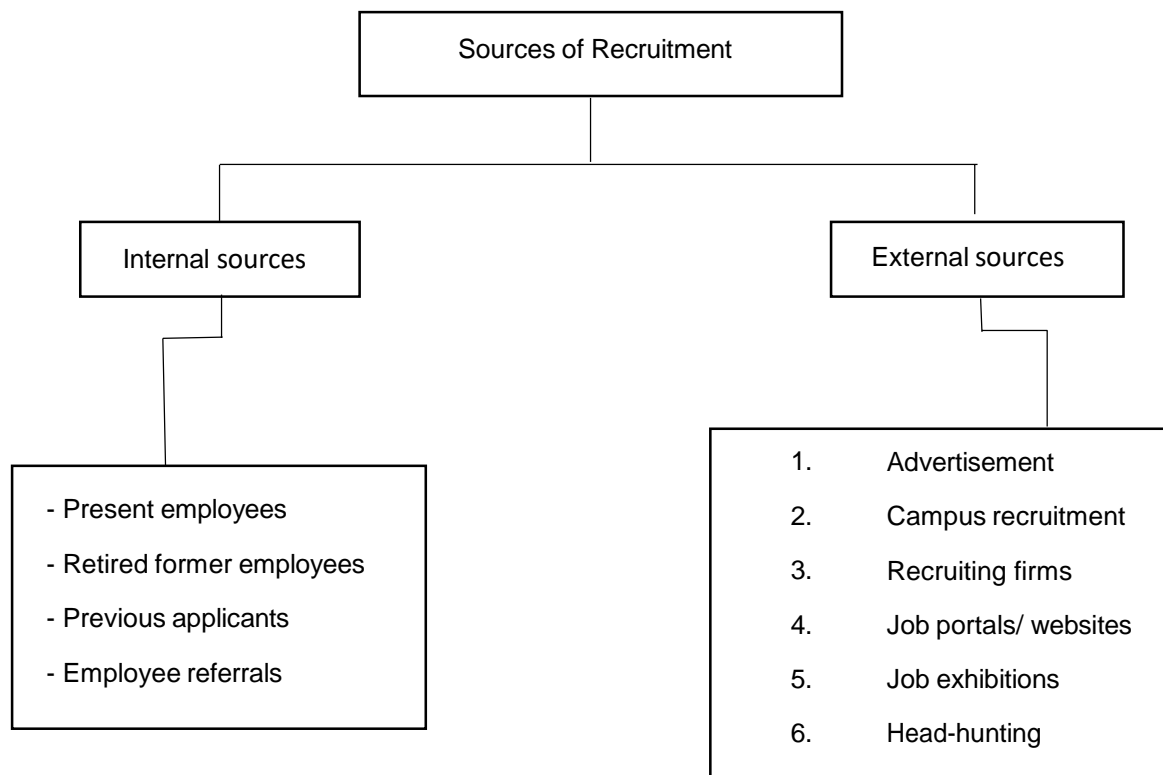 Sources of Recruitment
Internal sources
External sources
- Present employees
- Retired former employees
- Previous applicants
- Employee referrals
1. Advertisement
2. Campus recruitment
3. Recruiting firms
4. Job portals/ websites
5. Job exhibitions
6. Head-hunting